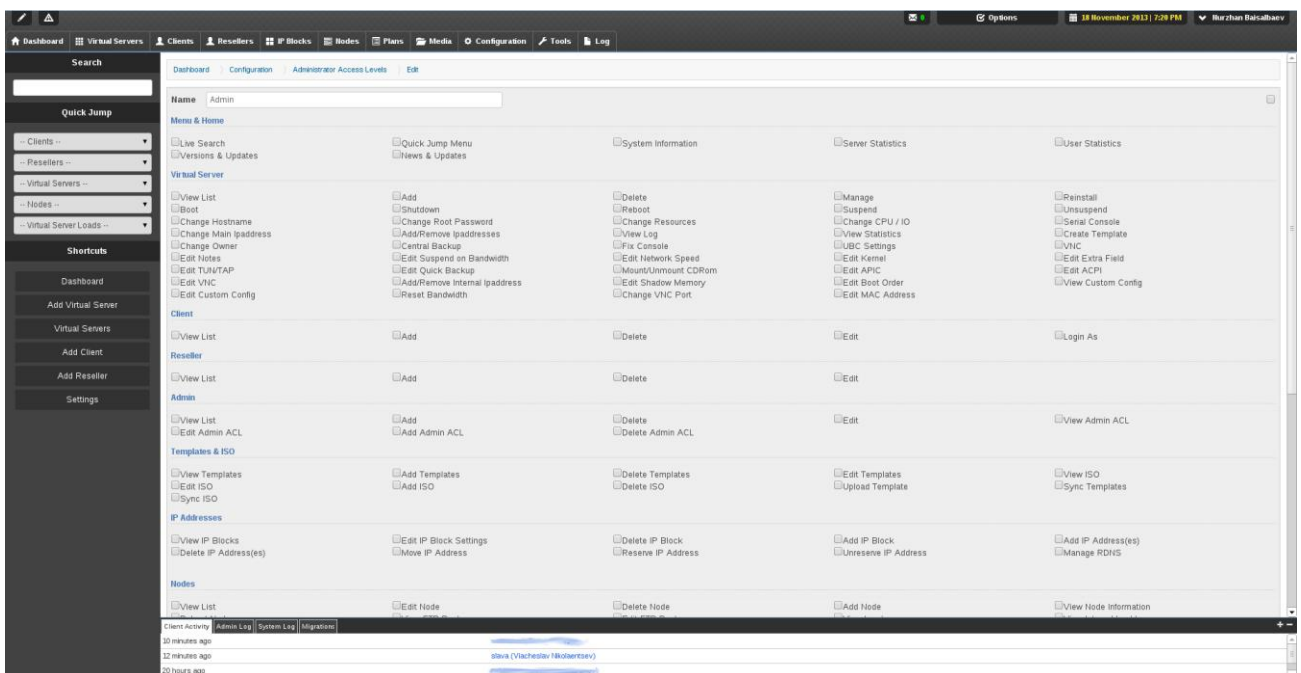 0 Options 18 November 2013 | 7:20 PM Nurzhan Baisalbaev
Dashboard Virtual Servers Clients Resellers IP Blocks Nodes Plans Media Configuration Tools Log
Search
Quick Jump
-- Clients --
-- Resellers --
-- Virtual Servers --
-- Nodes --
-- Virtual Server Loads --
Shortcuts
Dashboard
Add Virtual Server
Virtual Servers
Add Client
Add Reseller
Settings
Dashboard Configuration Administrator Access Levels Edit
Name Admin
Menu & Home
Live Search Quick Jump Menu System Information Server Statistics User Statistics
Versions & Updates News & Updates
Virtual Server
View List Add Delete Manage Reinstall
Boot Shutdown Reboot Suspend Unsuspend
Change Hostname Change Root Password Change Resources Change CPU / IO Serial Console
Change Main Ipaddress Add/Remove Ipaddresses View Log View Statistics Create Template
Change Owner Central Backup Fix Console UBC Settings VNC
Edit Notes Edit Suspend on Bandwidth Edit Network Speed Edit Kernel Edit Extra Field
Edit TUN/TAP Edit Quick Backup Mount/Unmount CDRom Edit APIC Edit ACPI
Edit VNC Add/Remove Internal Ipaddress Edit Shadow Memory Edit Boot Order View Custom Config
Edit Custom Config Reset Bandwidth Change VNC Port Edit MAC Address
Client
View List Add Delete Edit Login As
Reseller
View List Add Delete Edit
Admin
View List Add Delete Edit View Admin ACL
Edit Admin ACL Add Admin ACL Delete Admin ACL
Templates & ISO
View Templates Add Templates Delete Templates Edit Templates View ISO
Edit ISO Add ISO Delete ISO Upload Template Sync Templates
Sync ISO
IP Addresses
View IP Blocks Edit IP Block Settings Delete IP Block Add IP Block Add IP Address(es)
Delete IP Address(es) Move IP Address Reserve IP Address Unreserve IP Address Manage RDNS
Nodes
View List Edit Node Delete Node Add Node View Node Information
Client Activity Admin Log System Log Migrations
10 minutes ago
12 minutes ago slava (Viacheslav Nikolaentsev)
20 hours ago